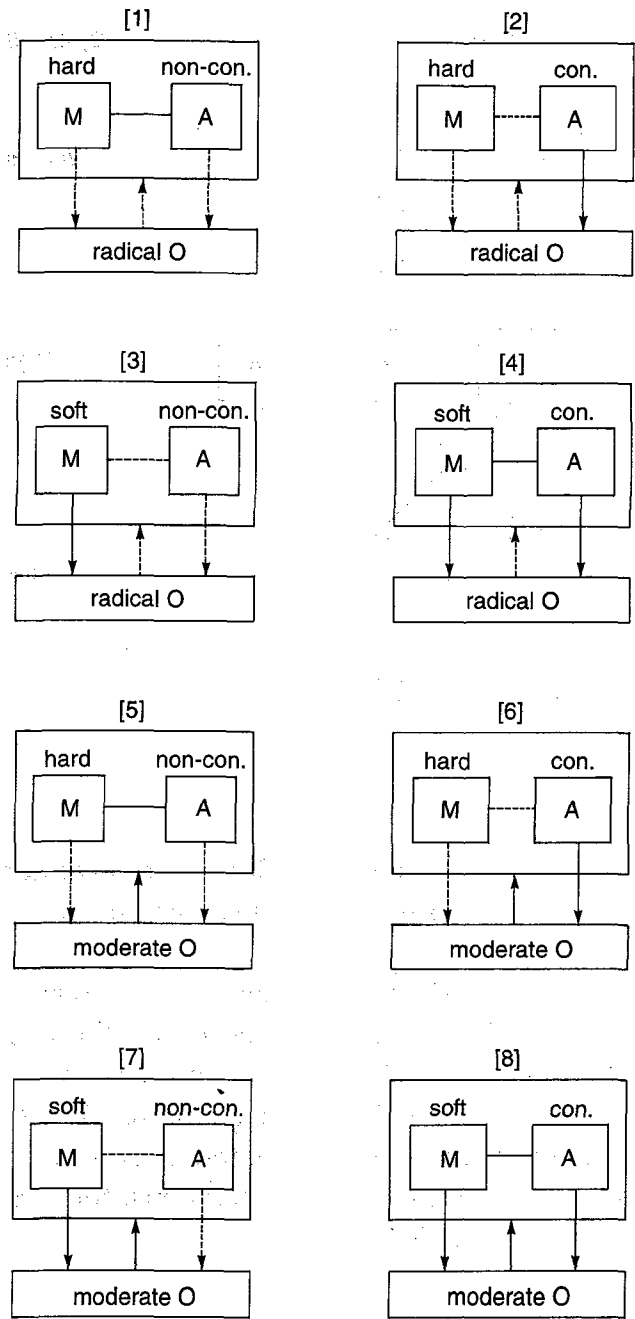 [1]
hard non-con.
M A
radical O
[2]
hard con.
M A
radical O
[3]
soft non-con.
M A
radical O
[4]
soft con.
M A
radical O
[5]
hard non-con.
M A
moderate O
[6]
hard con.
M A
moderate O
[7]
soft non-con.
M A
moderate O
[8]
soft con.
M A
moderate O